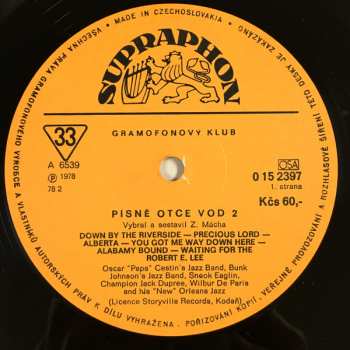 MADE IN CZECHOSLOVAKIA • VŠECHNA PRÁVA GRAMOFONOVÉHO VÝROBCE A VLASTNÍKŮ AUTORSKÝCH PRÁV K DÍLU VYHRAZENA. POŘIZOVÁNÍ KOPIÍ, VEŘEJNÉ PROVOZOVÁNÍ A ROZHLASOVÉ ŠÍŘENÍ TÉTO DESKY JE ZAKÁZÁNO.
SUPRAPHON
33
GRAMOFONOVÝ KLUB
A 6539
℗ 1978
78 2
OSA
0 15 2397
1. strana
Kčs 60,-
PÍSNĚ OTCE VOD 2
Vybral a sestavil Z. Mácha
DOWN BY THE RIVERSIDE — PRECIOUS LORD —
ALBERTA — YOU GOT ME WAY DOWN HERE —
ALABAMY BOUND — WAITING FOR THE
ROBERT E. LEE
Oscar "Papa" Cestin's Jazz Band, Bunk
Johnson's Jazz Band, Sneok Eaglin,
Champion Jack Dupree, Wilbur De Paris
and his "New" Orleans Jazz
(Licence Storyville Records, Kodaň)